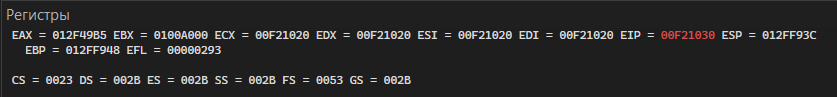 Регистры
EAX = 012F49B5 EBX = 0100A000 ECX = 00F21020 EDX = 00F21020 ESI = 00F21020 EDI = 00F21020 EIP = 00F21030 ESP = 012FF93C
EBP = 012FF948 EFL = 00000293
CS = 0023 DS = 002B ES = 002B SS = 002B FS = 0053 GS = 002B